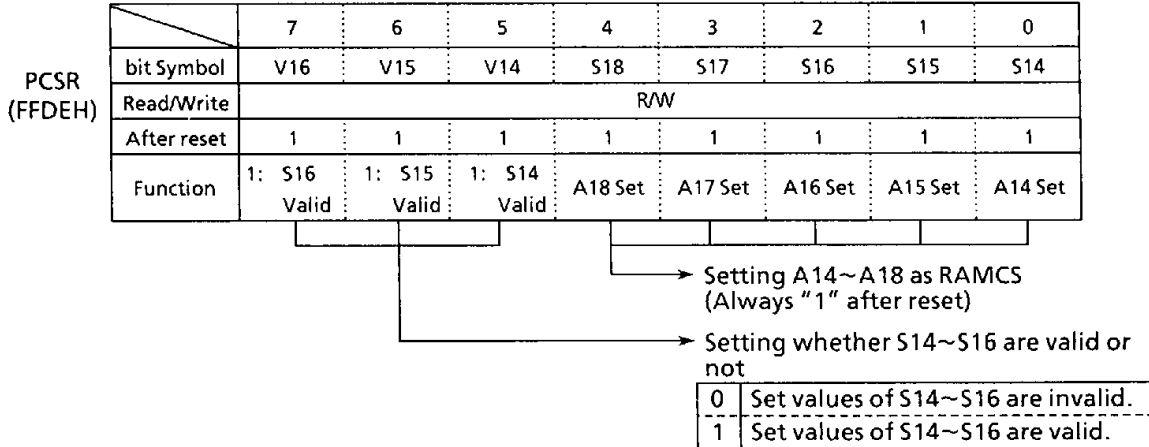 7 6 5 4 3 2 1 0
bit Symbol V16 V15 V14 S18 S17 S16 S15 S14
PCSR
(FFDEH)
Read/Write R/W
After reset 1 1 1 1 1 1 1 1
Function
1: S16 Valid 1: S15 Valid 1: S14 Valid A18 Set A17 Set A16 Set A15 Set A14 Set
Setting A14~A18 as RAMCS
(Always "1" after reset)
Setting whether S14~S16 are valid or
not
0 Set values of S14~S16 are invalid.
1 Set values of S14~S16 are valid.